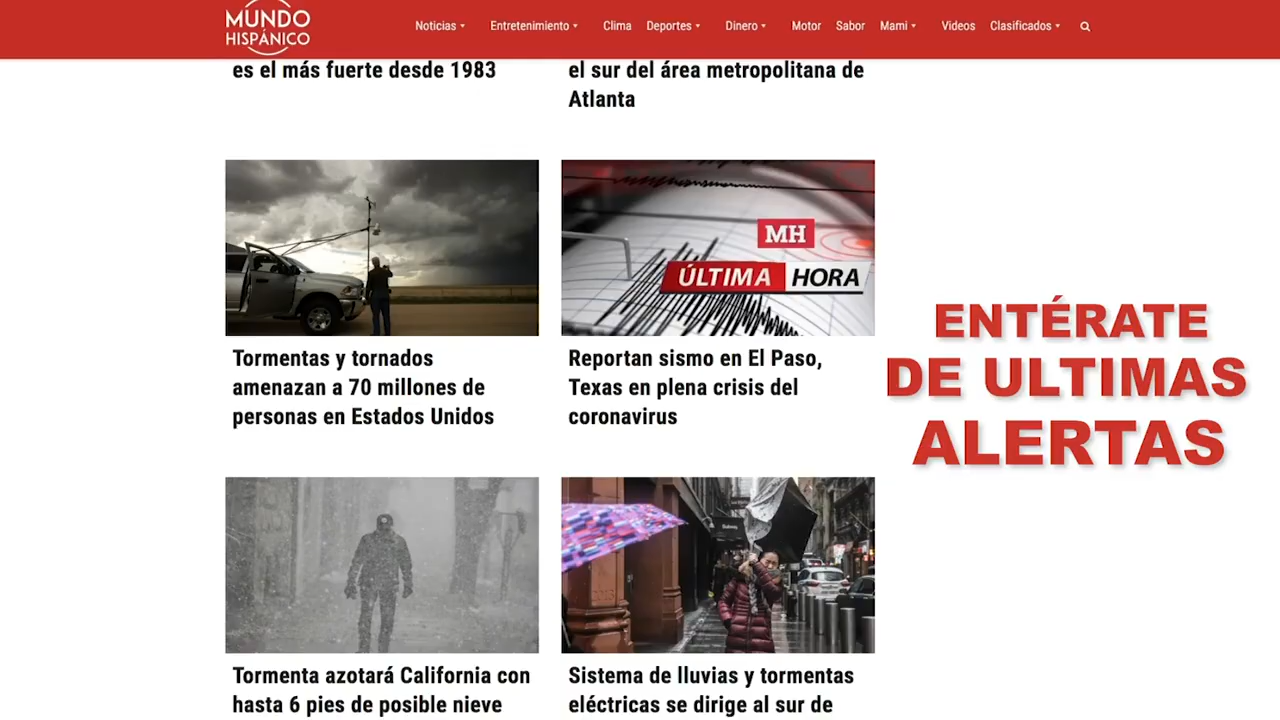 MUNDO
HISPÁNICO
Noticias Entretenimiento Clima Deportes Dinero Motor Sabor Mami Videos Clasificados
es el más fuerte desde 1983
el sur del área metropolitana de
Atlanta
MH
ÚLTIMA HORA
Tormentas y tornados
amenazan a 70 millones de
personas en Estados Unidos
Reportan sismo en El Paso,
Texas en plena crisis del
coronavirus
ENTÉRATE
DE ULTIMAS
ALERTAS
Subway
Tormenta azotará California con
hasta 6 pies de posible nieve
Sistema de lluvias y tormentas
eléctricas se dirige al sur de